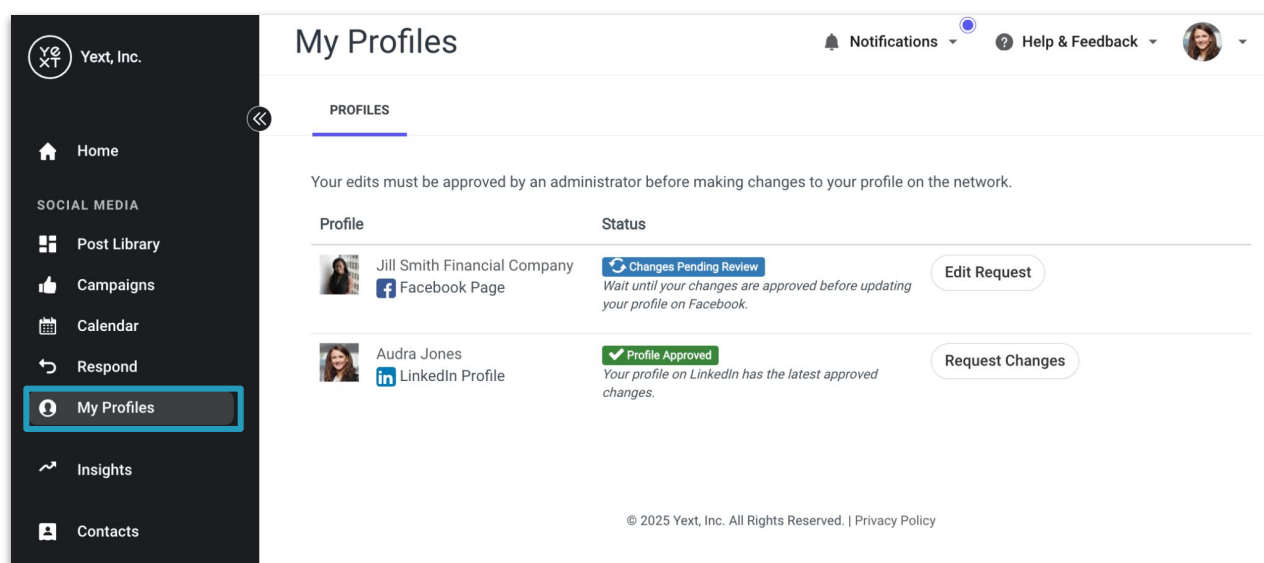 Yext, Inc.
Home
SOCIAL MEDIA
Post Library
Campaigns
Calendar
Respond
My Profiles
Insights
Contacts
My Profiles
Notifications
Help & Feedback
PROFILES
Your edits must be approved by an administrator before making changes to your profile on the network.
Profile Status
Jill Smith Financial Company
Facebook Page
Changes Pending Review
Wait until your changes are approved before updating
your profile on Facebook.
Edit Request
Audra Jones
LinkedIn Profile
Profile Approved
Your profile on LinkedIn has the latest approved
changes.
Request Changes
© 2025 Yext, Inc. All Rights Reserved. | Privacy Policy